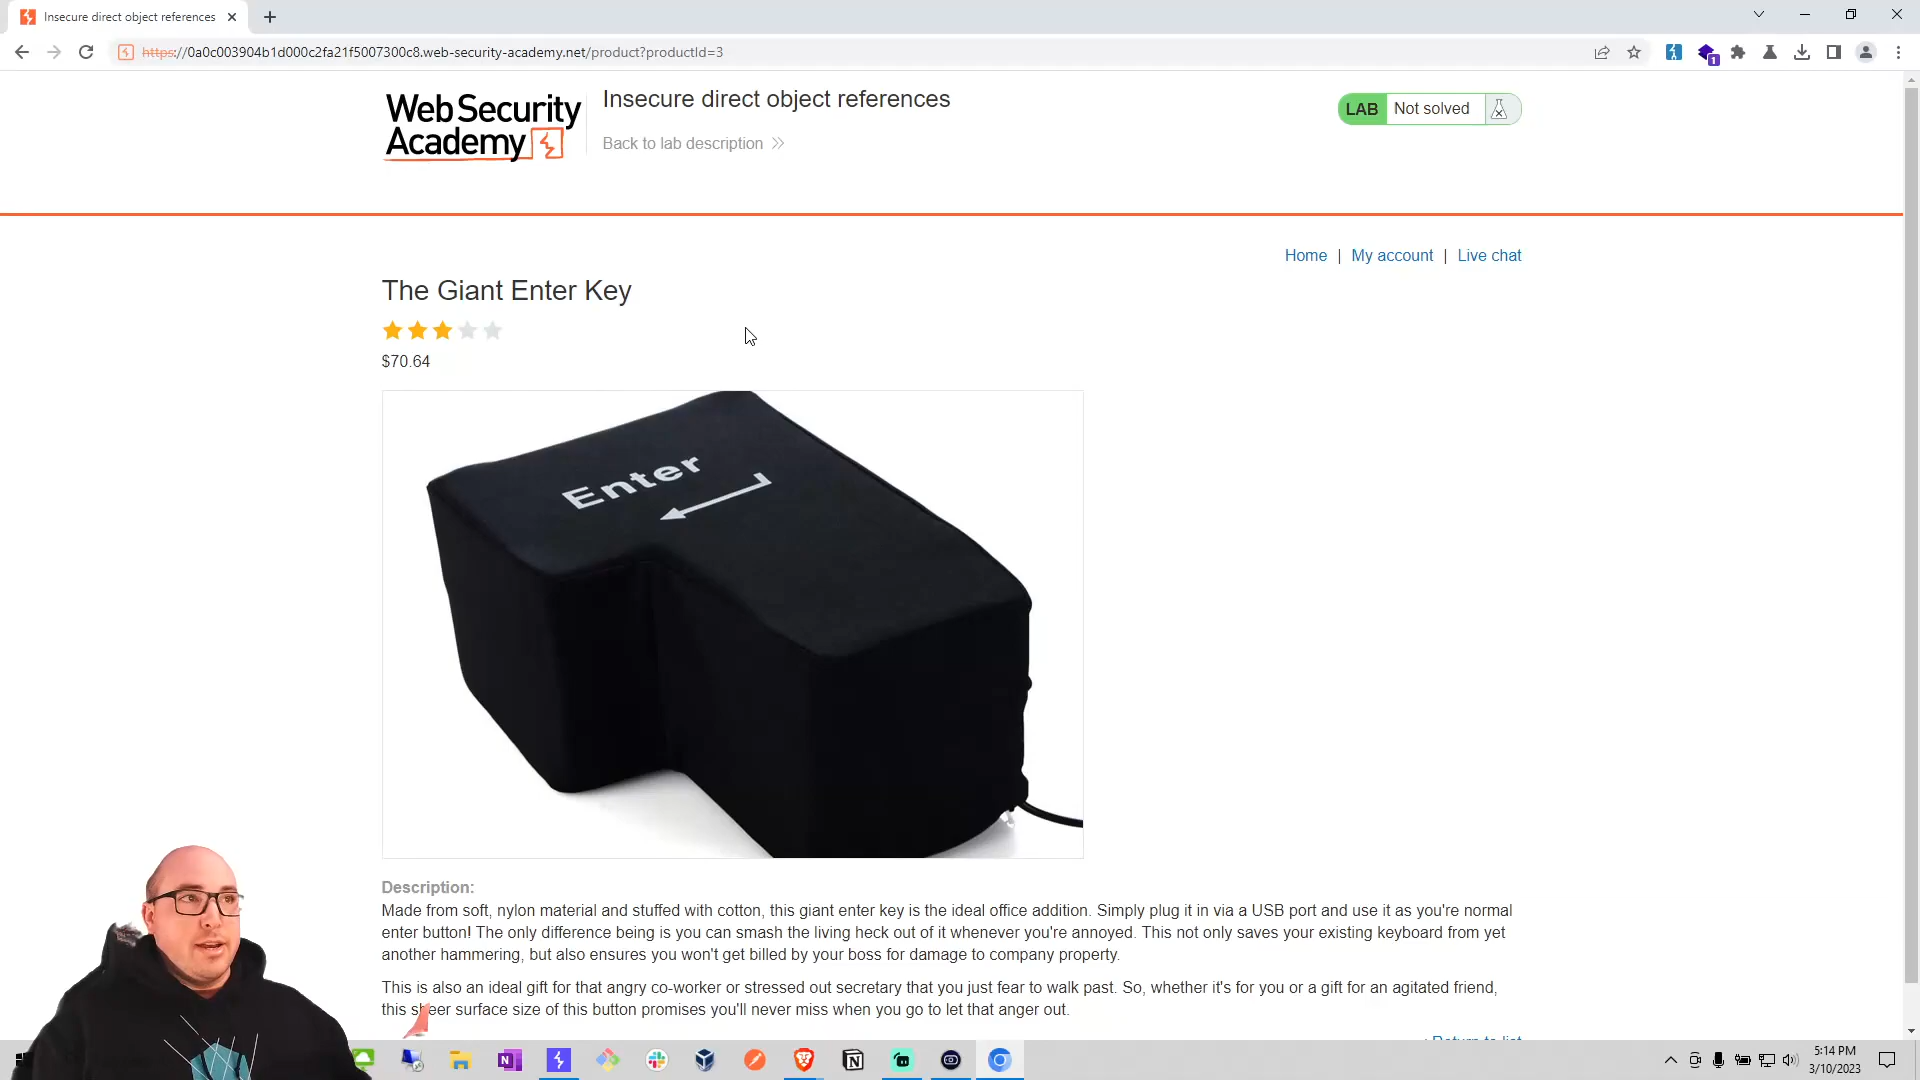 Insecure direct object references
https://0a0c003904b1d000c2fa21f5007300c8.web-security-academy.net/product?productId=3
1
Web Security
Academy
Insecure direct object references
Back to lab description
LAB Not solved
Home | My account | Live chat
The Giant Enter Key
$70.64
Enter
Description:
Made from soft, nylon material and stuffed with cotton, this giant enter key is the ideal office addition. Simply plug it in via a USB port and use it as you're normal
enter button! The only difference being is you can smash the living heck out of it whenever you're annoyed. This not only saves your existing keyboard from yet
another hammering, but also ensures you won't get billed by your boss for damage to company property.
This is also an ideal gift for that angry co-worker or stressed out secretary that you just fear to walk past. So, whether it's for you or a gift for an agitated friend,
this sheer surface size of this button promises you'll never miss when you go to let that anger out.
Return to list
5:14 PM
3/10/2023